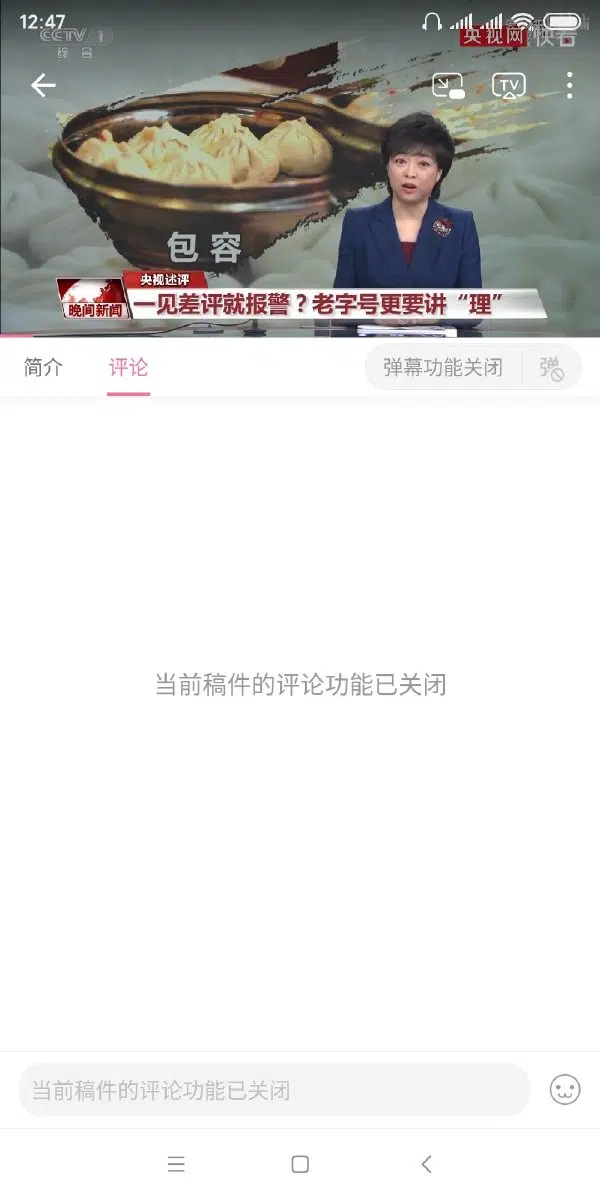 12:47
CCTV 1
综合
央视网 快看
TV
包容
央视述评
晚间新闻
一见差评就报警？老字号更要讲“理”
简介
评论
弹幕功能关闭
弹
当前稿件的评论功能已关闭
当前稿件的评论功能已关闭